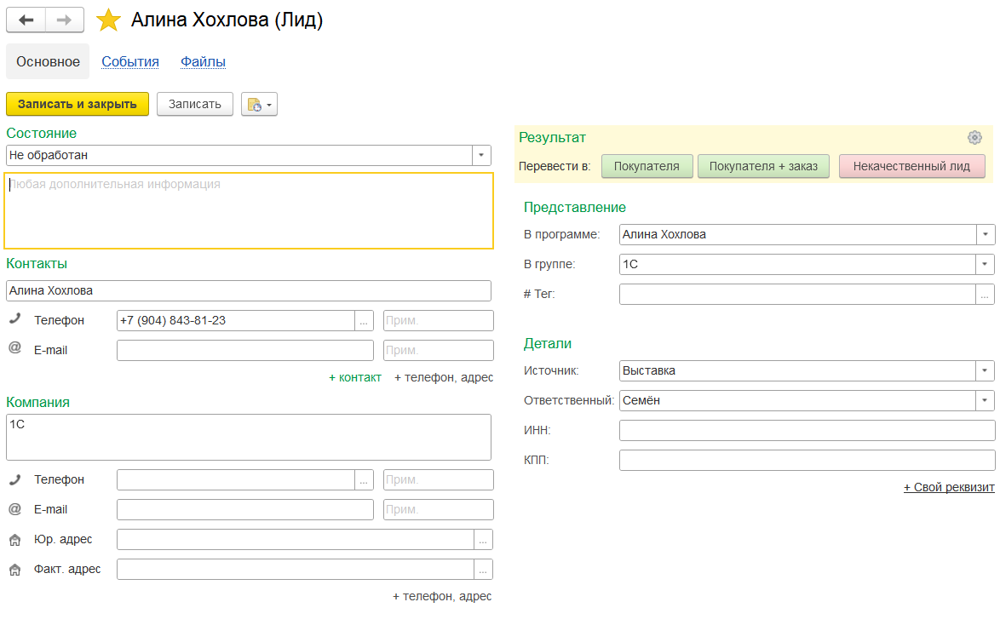 Алина Хохлова (Лид)
Основное События Файлы
Записать и закрыть Записать
Состояние
Не обработан
Любая дополнительная информация
Контакты
Алина Хохлова
Телефон +7 (904) 843-81-23 ... Прим.
@ E-mail Прим.
+ контакт + телефон, адрес
Компания
1С
Телефон ... Прим.
@ E-mail Прим.
Юр. адрес ...
Факт. адрес ...
+ телефон, адрес
Результат
Перевести в: Покупателя Покупателя + заказ Некачественный лид
Представление
В программе: Алина Хохлова
В группе: 1С
# Тег: ...
Детали
Источник: Выставка
Ответственный: Семён
ИНН:
КПП:
+ Свой реквизит